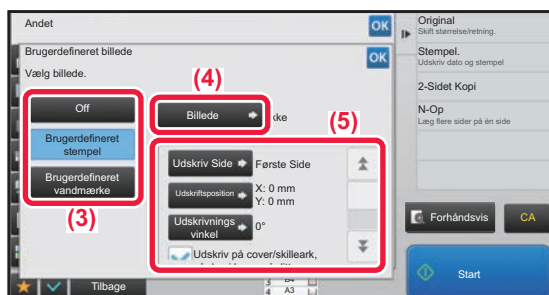 Andet
OK
Brugerdefineret billede
OK
Vælg billede.
(4)
Off
Brugerdefineret
stempel
Brugerdefineret
vandmærke
(3)
Billede
kke
(5)
Udskriv Side
Første Side
Udskriftsposition
X: 0 mm
Y: 0 mm
Udskrivnings
vinkel
0°
Udskriv på cover/skilleark,
Tilbage
B4
A3
Original
Skift størrelse/retning.
Stempel.
Udskriv dato og stempel
2-Sidet Kopi
N-Op
Læg flere sider på én side
Forhåndsvis
CA
Start